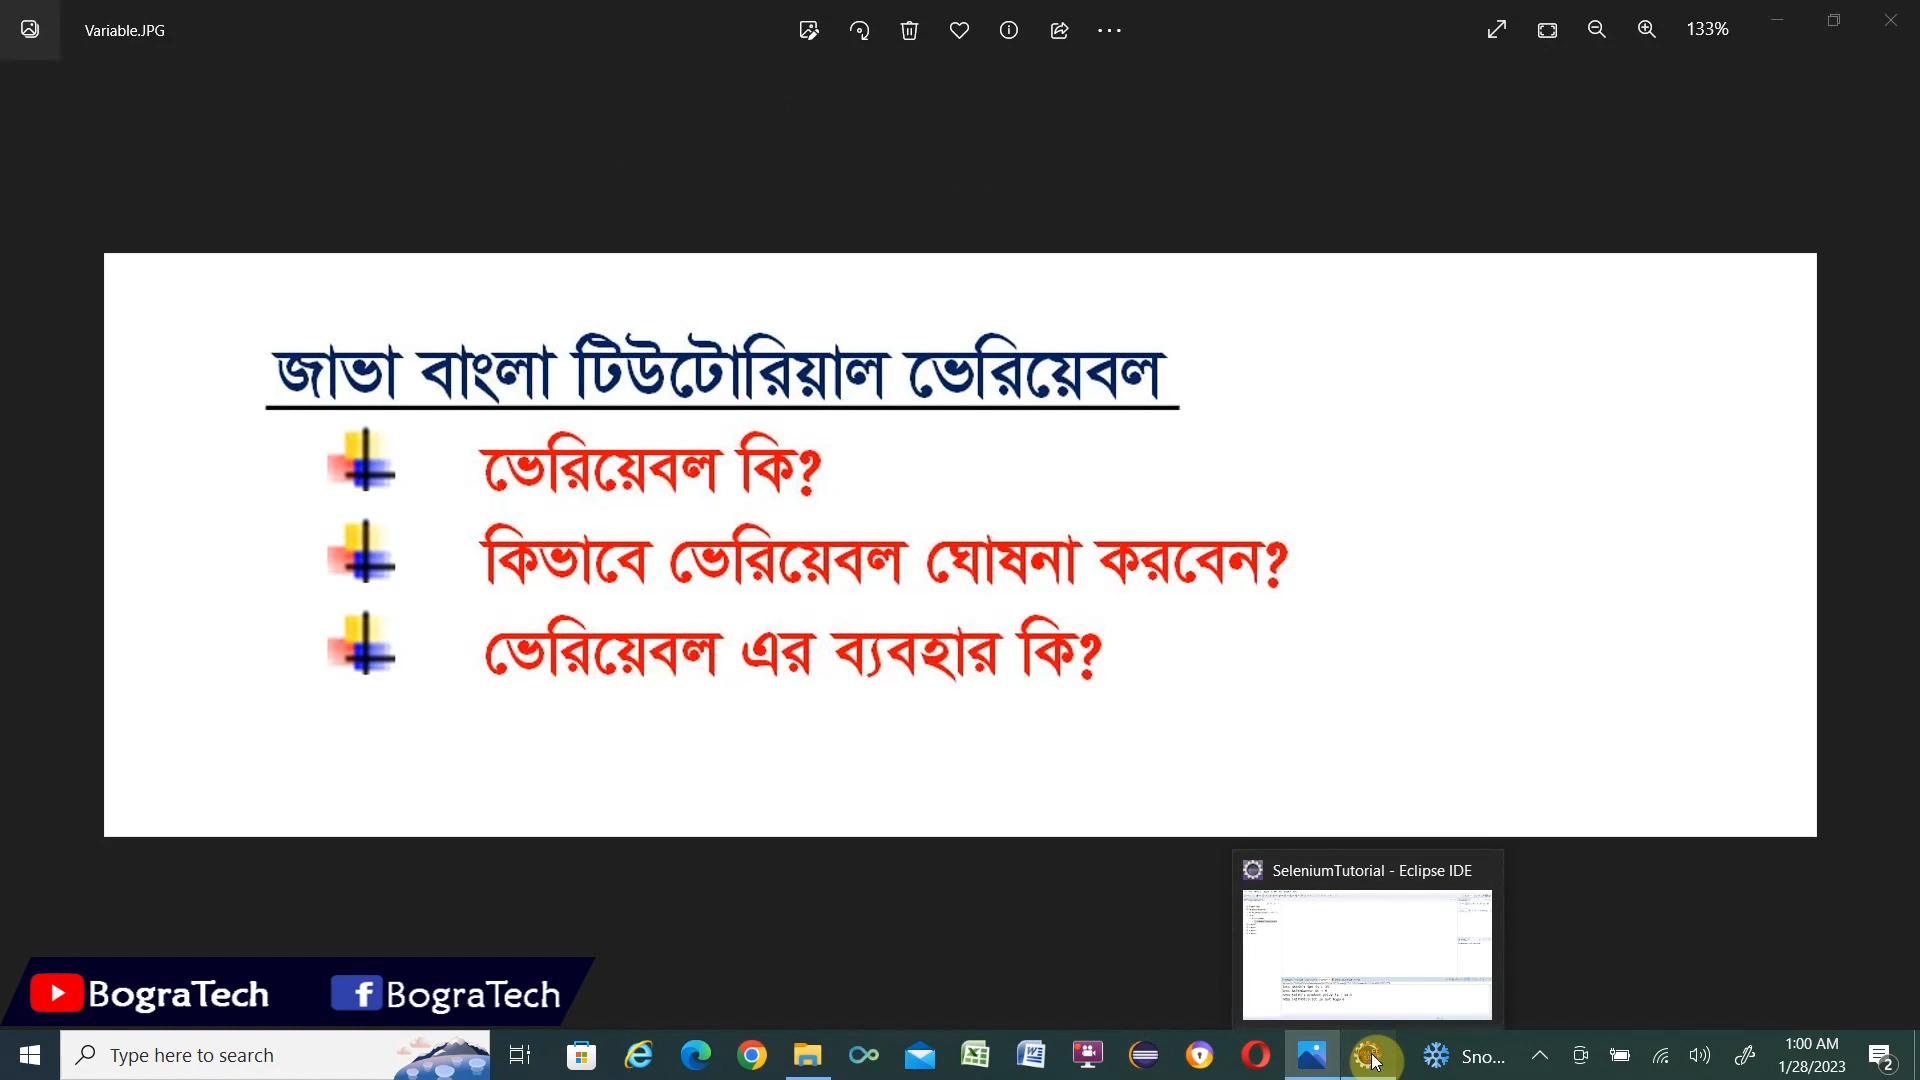 Variable.JPG
133%
জাভা বাংলা টিউটোরিয়াল ভেরিয়েবল
ভেরিয়েবল কি?
কিভাবে ভেরিয়েবল ঘোষনা করবেন?
ভেরিয়েবল এর ব্যবহার কি?
SeleniumTutorial - Eclipse IDE
BograTech
BograTech
Type here to search
Sno...
1:00 AM
1/28/2023
2